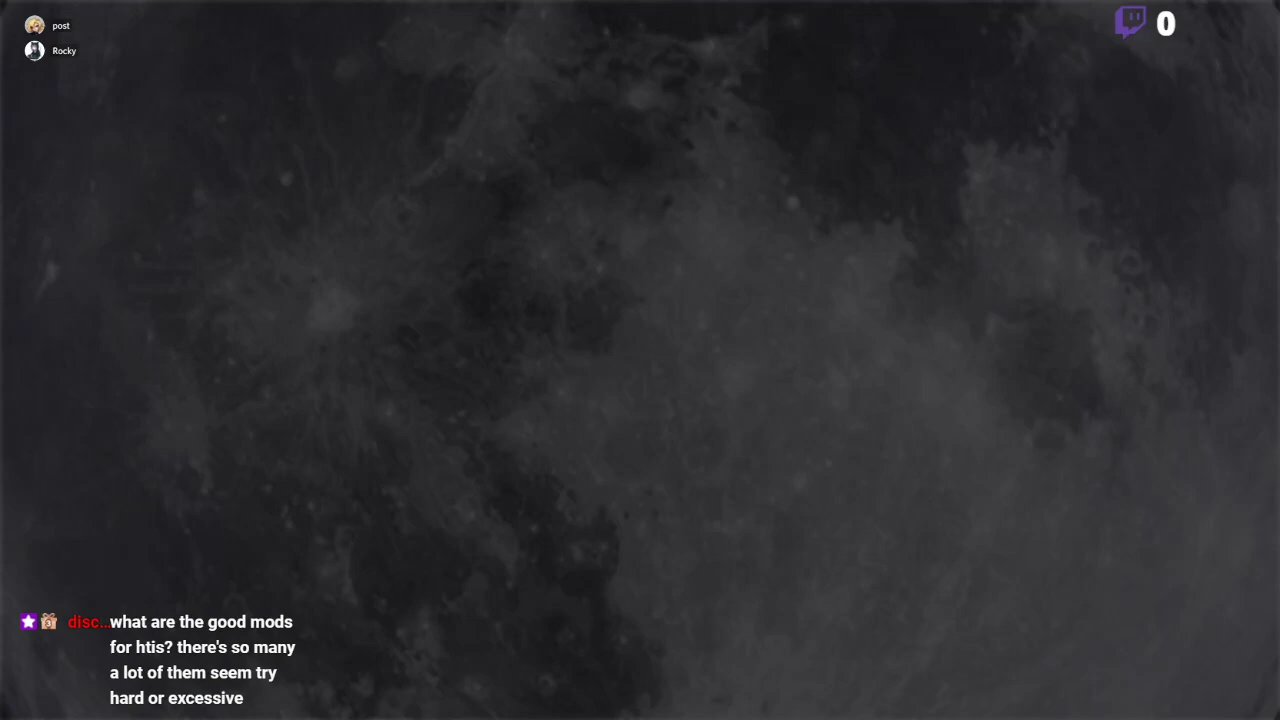 post
Rocky
0
disc...what are the good mods
for htis? there's so many
a lot of them seem try
hard or excessive